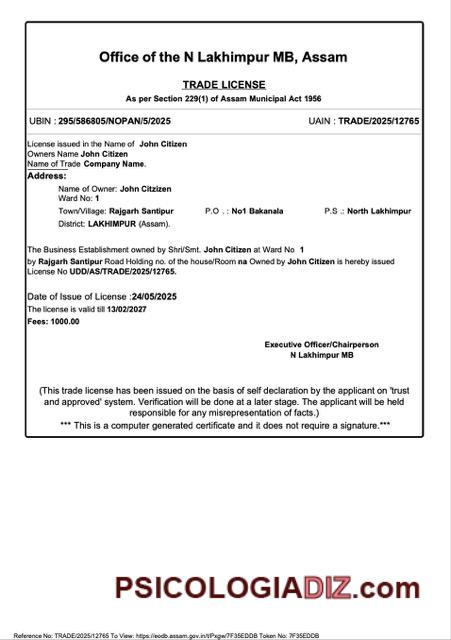 Office of the N Lakhimpur MB, Assam
TRADE LICENSE
As per Section 229(1) of Assam Municipal Act 1956
UBIN : 295/586805/NOPAN/5/2025 UAIN : TRADE/2025/12765
License issued in the Name of John Citizen
Owners Name John Citizen
Name of Trade Company Name.
Address:
Name of Owner: John Citzizen
Ward No: 1
Town/Village: Rajgarh Santipur P.O . : No1 Bakanala P.S .: North Lakhimpur
District: LAKHIMPUR (Assam).
The Business Establishment owned by Shri/Smt. John Citizen at Ward No 1
by Rajgarh Santipur Road Holding no. of the house/Room na Owned by John Citizen is hereby issued
License No UDD/AS/TRADE/2025/12765.
Date of Issue of License :24/05/2025
The license is valid till 13/02/2027
Fees: 1000.00
Executive Officer/Chairperson
N Lakhimpur MB
(This trade license has been issued on the basis of self declaration by the applicant on 'trust
and approved' system. Verification will be done at a later stage. The applicant will be held
responsible for any misrepresentation of facts.)
*** This is a computer generated certificate and it does not require a signature.***
PSICOLOGIADIZ.com
Reference No: TRADE/2025/12765 To View: https://eodb.assam.gov.in/t/Pxgw/7F35EDDB Token No: 7F35EDDB